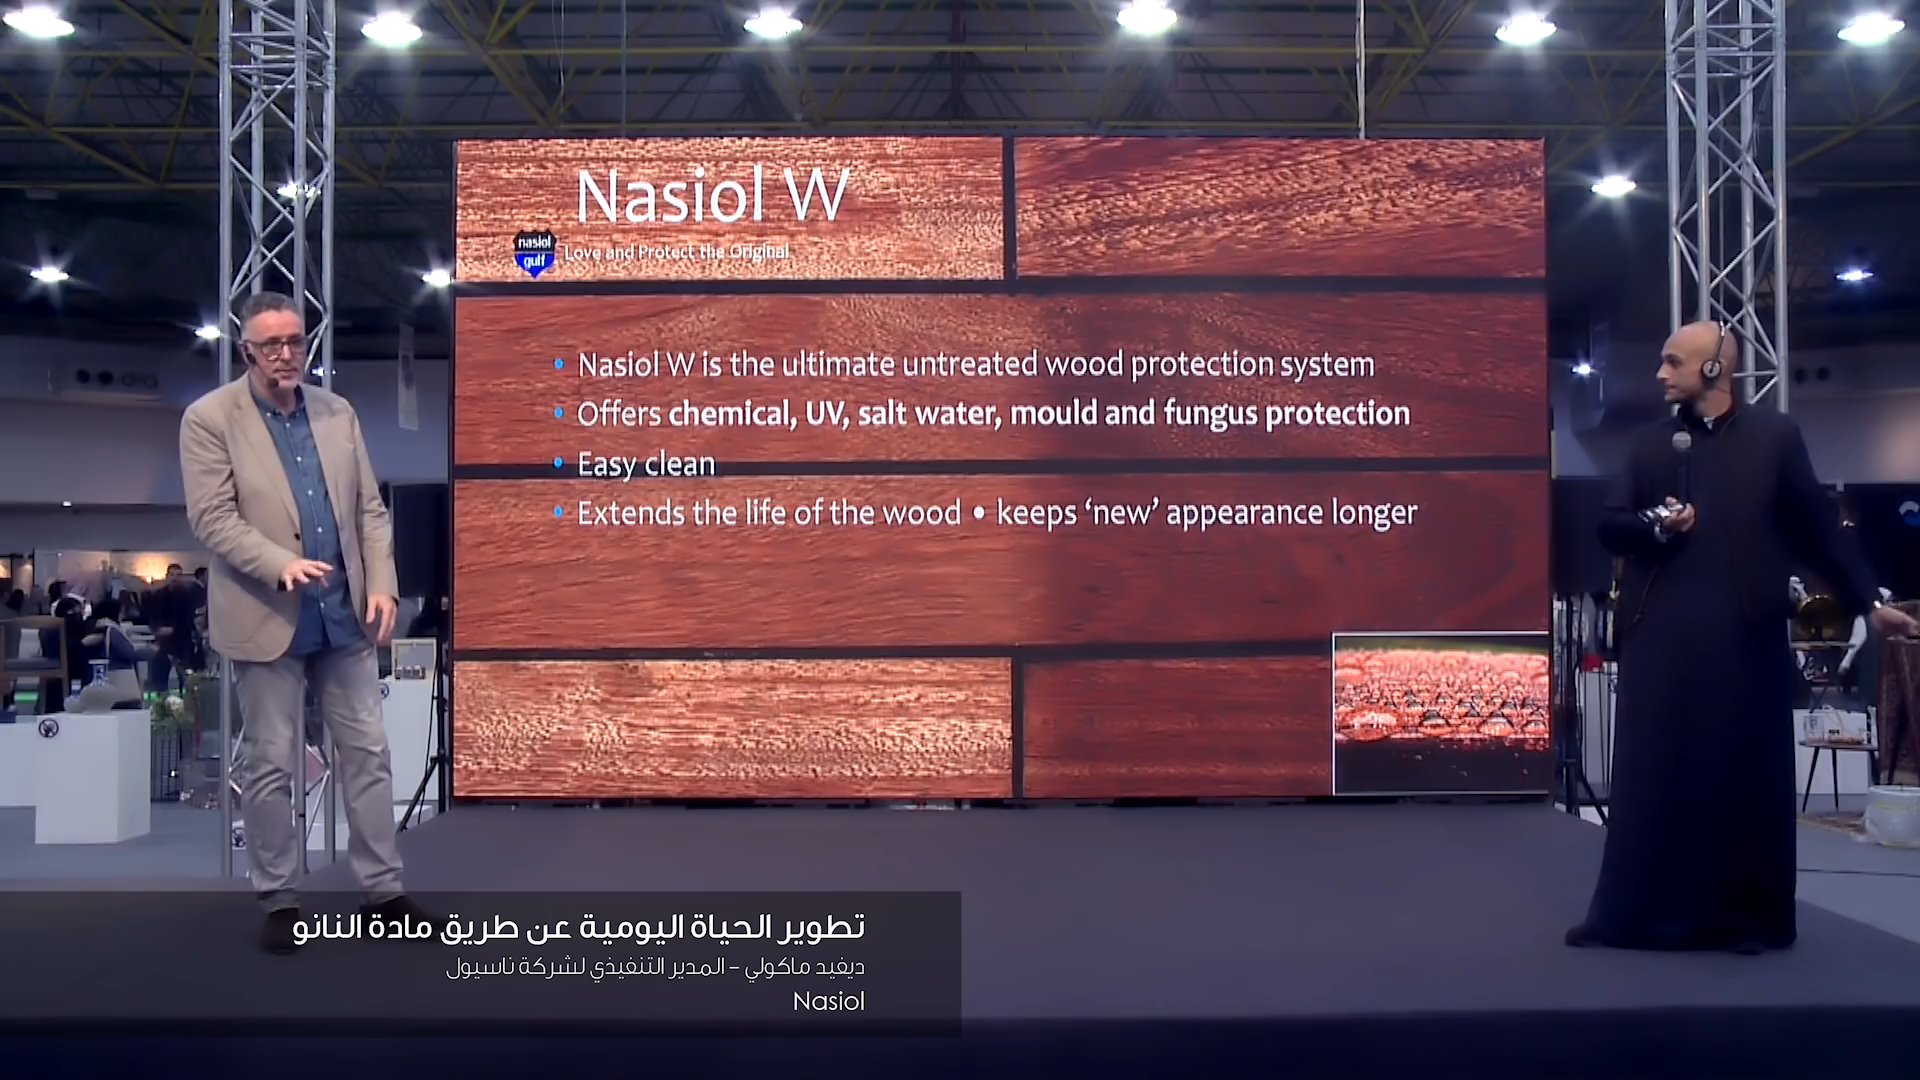 Nasiol W
nasiol
gulf
Love and Protect the Original
• Nasiol W is the ultimate untreated wood protection system
• Offers chemical, UV, salt water, mould and fungus protection
• Easy clean
• Extends the life of the wood • keeps ‘new’ appearance longer
تطوير الحياة اليومية عن طريق مادة النانو
ديفيد ماكولي – المدير التنفيذي لشركة ناسيول
Nasiol